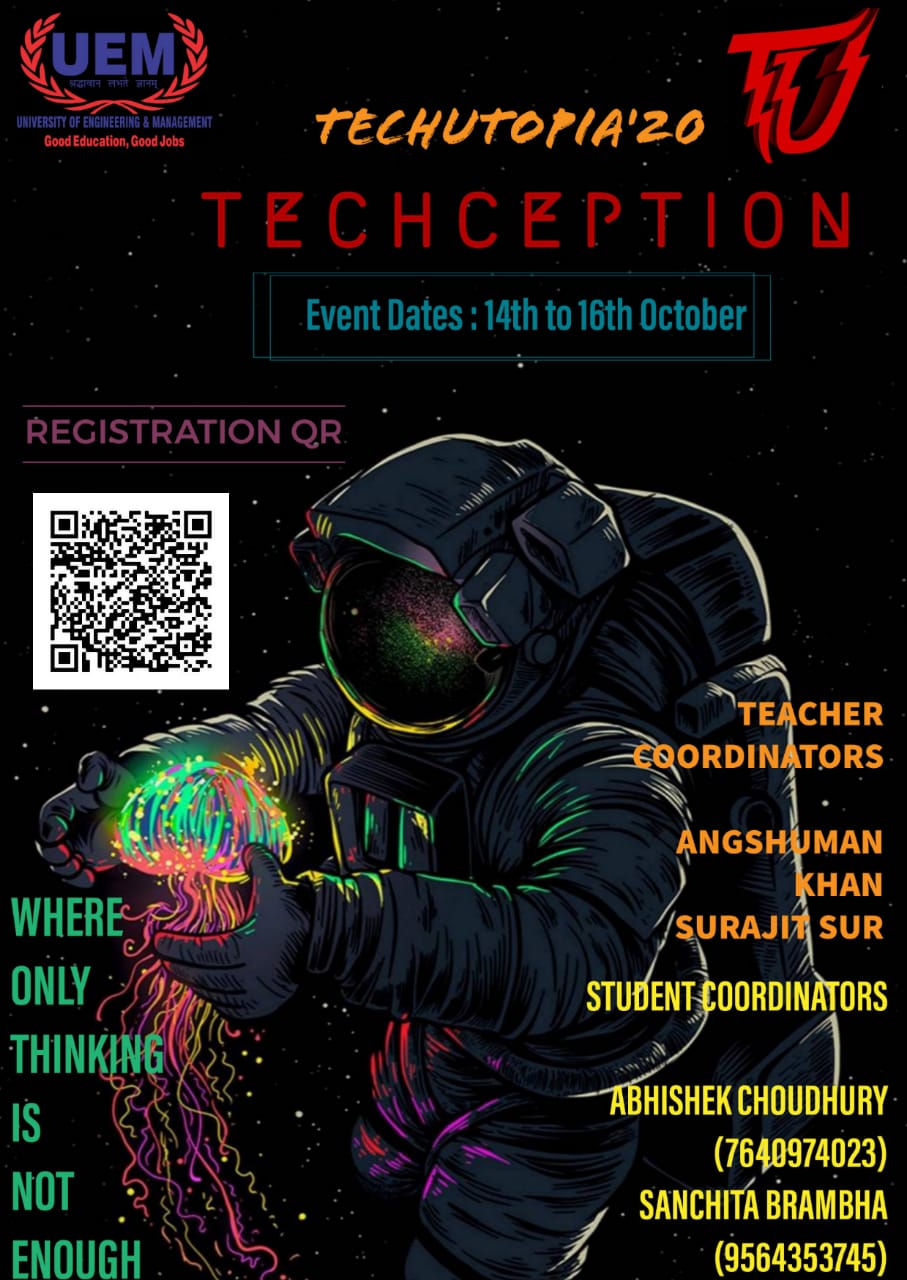 UEM
श्रद्धावान लभते ज्ञानम्
UNIVERSITY OF ENGINEERING & MANAGEMENT
Good Education, Good Jobs
TECHUTOPIA'20
TU
TECHCEPTION
Event Dates : 14th to 16th October
REGISTRATION QR
TEACHER
COORDINATORS
ANGSHUMAN
KHAN
SURAJIT SUR
STUDENT COORDINATORS
ABHISHEK CHOUDHURY
(7640974023)
SANCHITA BRAMBHA
(9564353745)
WHERE
ONLY
THINKING
IS
NOT
ENOUGH